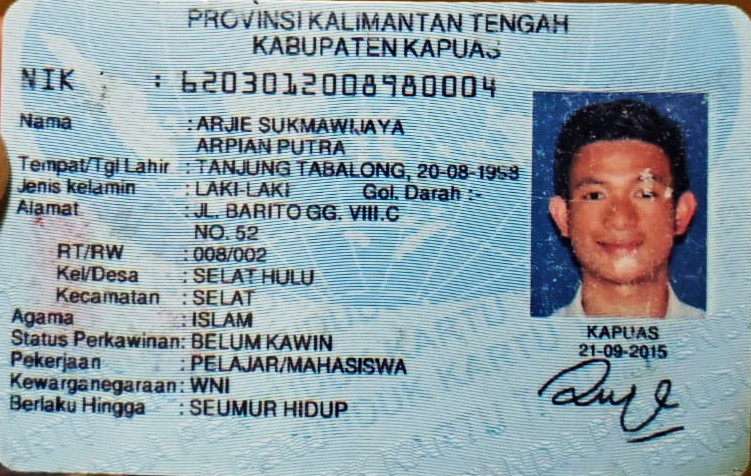 PROVINSI KALIMANTAN TENGAH
KABUPATEN KAPUAS
NIK : 6203012008980004
Nama : ARJIE SUKMAWIJAYA
ARPIAN PUTRA
Tempat/Tgl Lahir : TANJUNG TABALONG, 20-08-1998
Jenis kelamin : LAKI-LAKI Gol. Darah :-
Alamat : JL. BARITO GG. VIII.C
NO. 52
RT/RW : 008/002
Kel/Desa : SELAT HULU
Kecamatan : SELAT
Agama : ISLAM
Status Perkawinan: BELUM KAWIN
Pekerjaan : PELAJAR/MAHASISWA
Kewarganegaraan: WNI
Berlaku Hingga : SEUMUR HIDUP
KAPUAS
21-09-2015